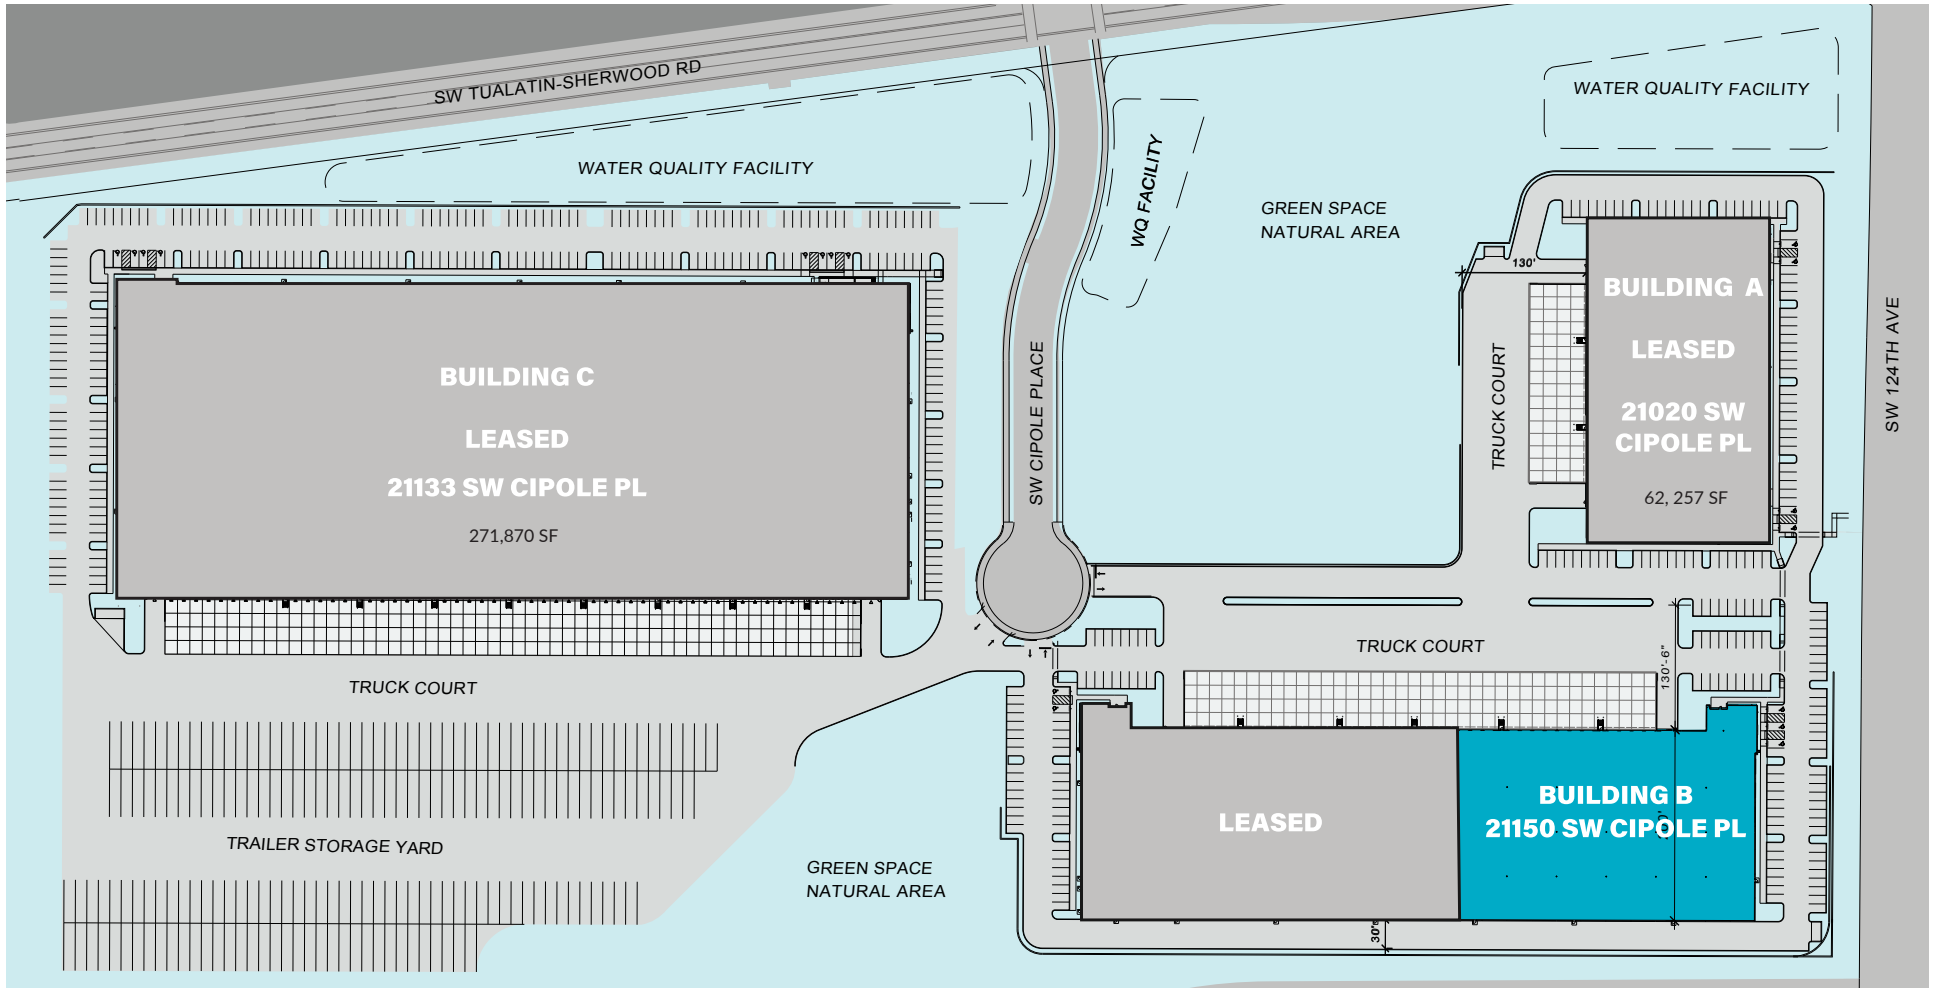 SW TUALATIN-SHERWOOD RD
WATER QUALITY FACILITY
WATER QUALITY FACILITY
WQ FACILITY
GREEN SPACE
NATURAL AREA
130'
BUILDING A
LEASED
21020 SW
CIPOLE PL
62, 257 SF
TRUCK COURT
SW 124TH AVE
SW CIPOLE PLACE
BUILDING C
LEASED
21133 SW CIPOLE PL
271,870 SF
TRUCK COURT
TRUCK COURT
130'-6"
TRAILER STORAGE YARD
GREEN SPACE
NATURAL AREA
LEASED
BUILDING B
21150 SW CIPOLE PL
30'